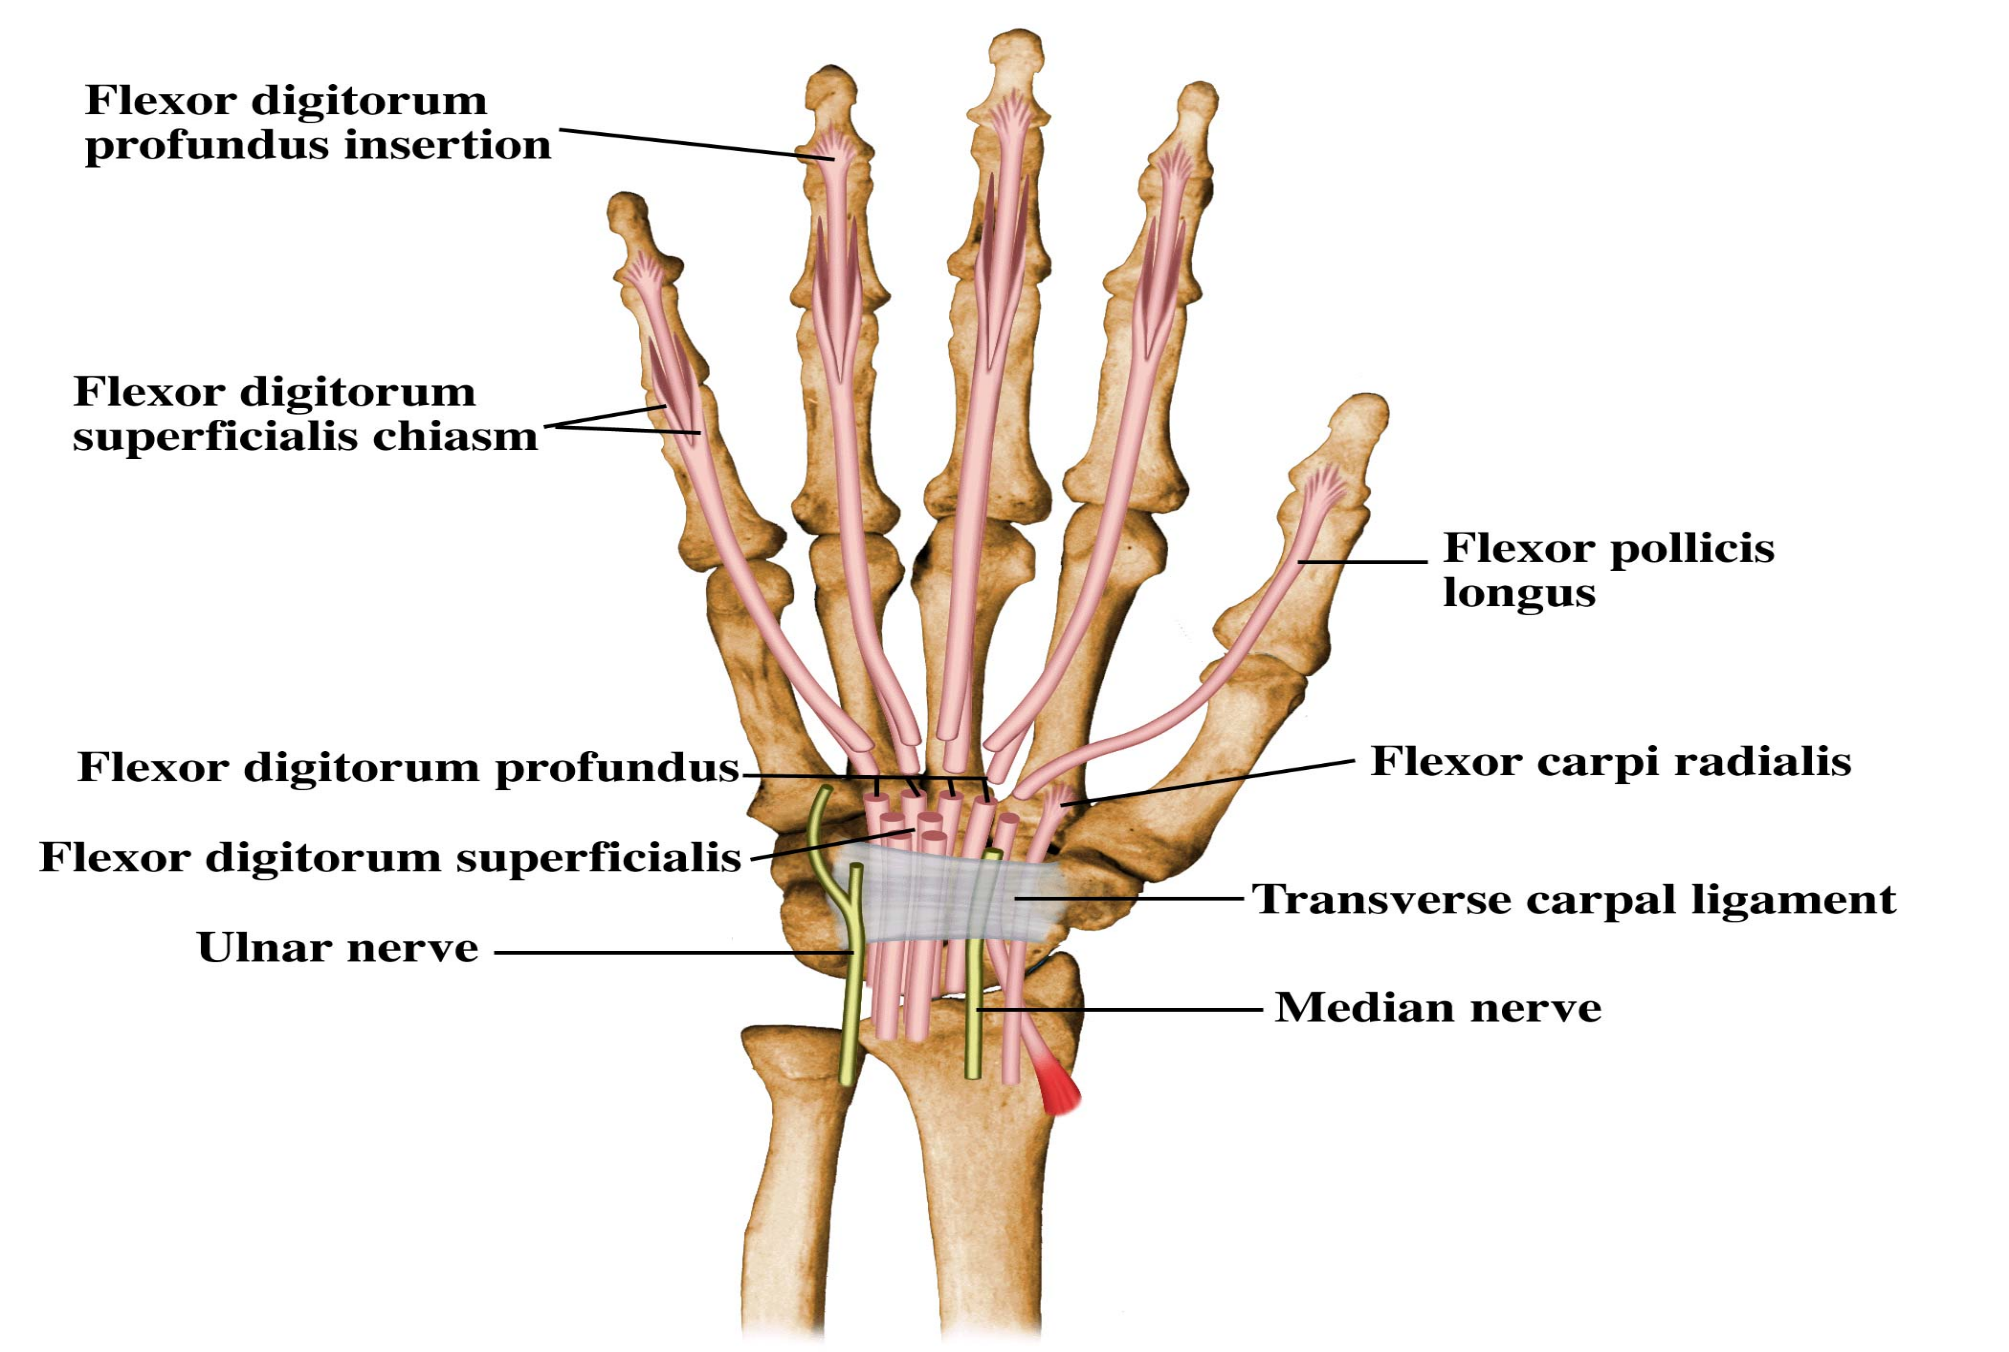 Flexor digitorum
profundus insertion
Flexor digitorum
superficialis chiasm
Flexor pollicis
longus
Flexor digitorum profundus
Flexor carpi radialis
Flexor digitorum superficialis
Transverse carpal ligament
Ulnar nerve
Median nerve